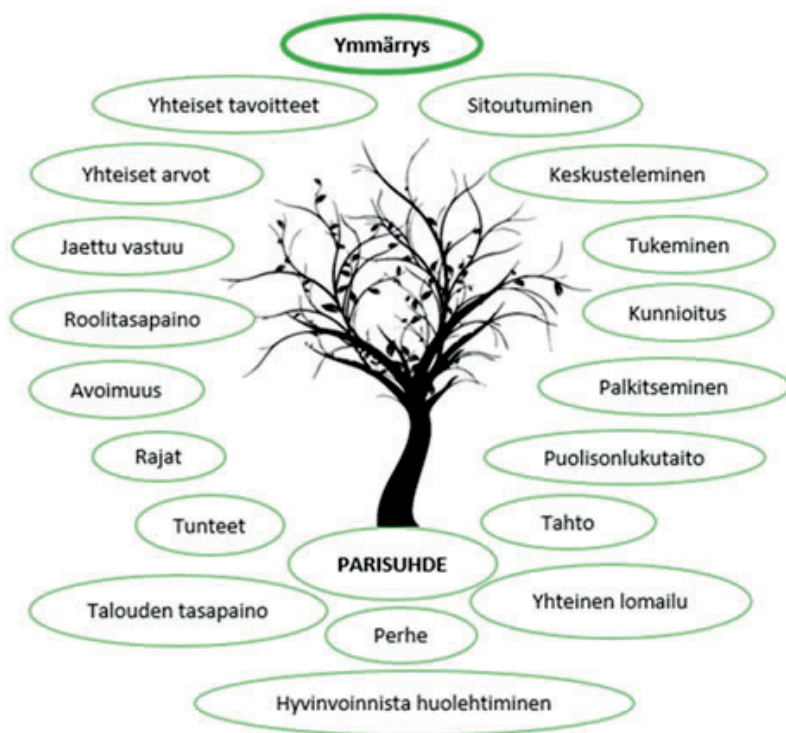 Ymmärrys
Yhteiset tavoitteet
Sitoutuminen
Yhteiset arvot
Keskusteleminen
Jaettu vastuu
Tukeminen
Roolitasapaino
Kunnioitus
Avoimuus
Palkitseminen
Rajat
Puolisonlukutaito
Tunteet
Tahto
PARISUHDE
Talouden tasapaino
Yhteinen lomailu
Perhe
Hyvinvoinnista huolehtiminen